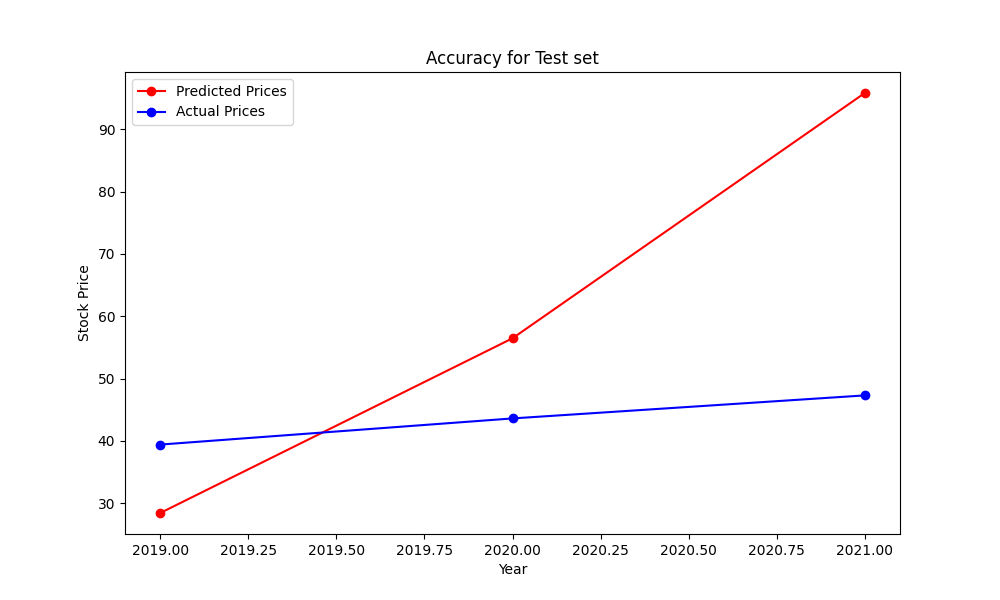 Accuracy for Test set
Predicted Prices
Actual Prices
90
80
70
60
50
40
30
Stock Price
2019.00 2019.25 2019.50 2019.75 2020.00 2020.25 2020.50 2020.75 2021.00
Year